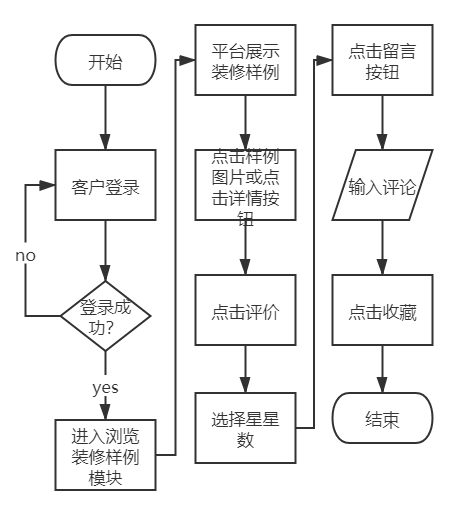 开始
客户登录
no
登录成
功?
yes
进入浏览
装修样例
模块
平台展示
装修样例
点击样例
图片或点
击详情按
钮
点击评价
选择星星
数
点击留言
按钮
输入评论
点击收藏
结束